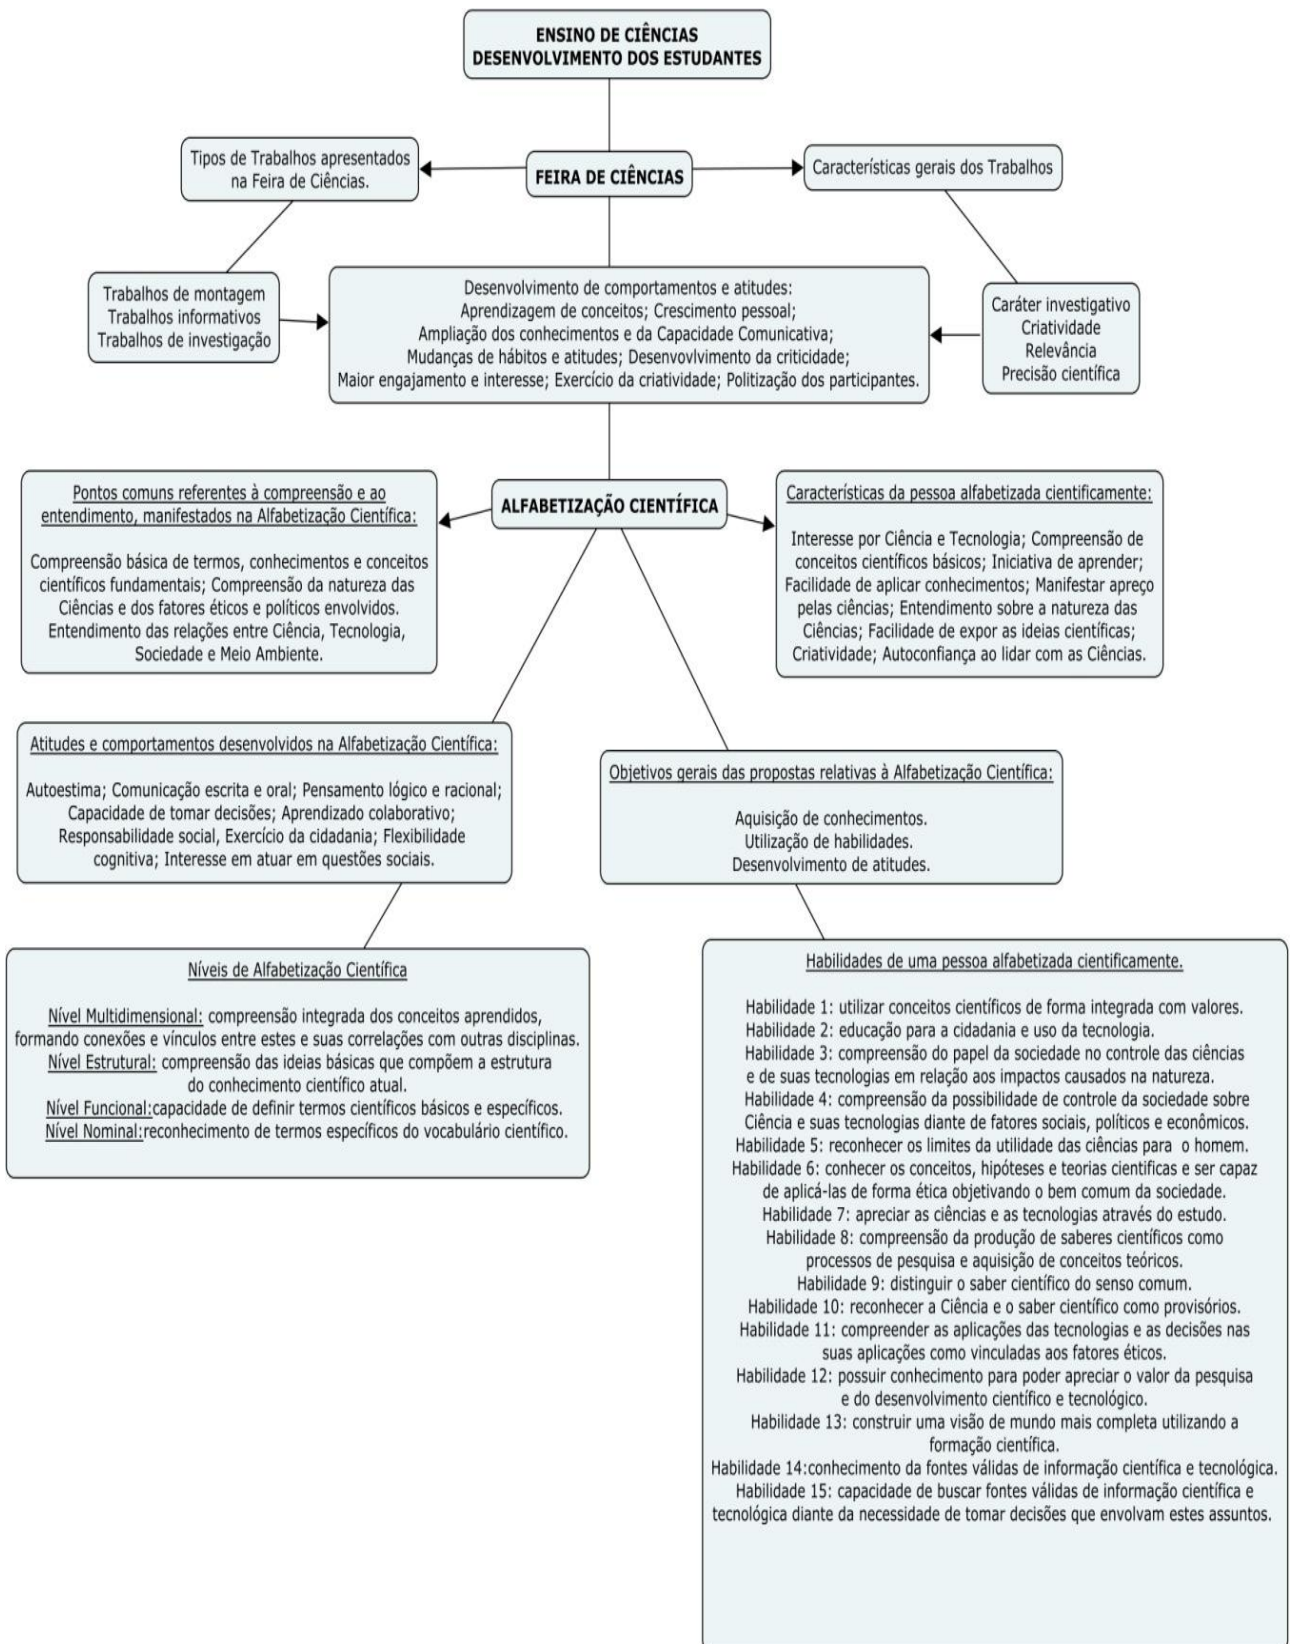 ENSINO DE CIÊNCIAS
DESENVOLVIMENTO DOS ESTUDANTES
Tipos de Trabalhos apresentados
na Feira de Ciências.
FEIRA DE CIÊNCIAS
Características gerais dos Trabalhos
Trabalhos de montagem
Trabalhos informativos
Trabalhos de investigação
Desenvolvimento de comportamentos e atitudes:
Aprendizagem de conceitos; Crescimento pessoal;
Ampliação dos conhecimentos e da Capacidade Comunicativa;
Mudanças de hábitos e atitudes; Desenvovlvimento da criticidade;
Maior engajamento e interesse; Exercício da criatividade; Politização dos participantes.
Caráter investigativo
Criatividade
Relevância
Precisão científica
Pontos comuns referentes à compreensão e ao
entendimento, manifestados na Alfabetização Científica:
Compreensão básica de termos, conhecimentos e conceitos
científicos fundamentais; Compreensão da natureza das
Ciências e dos fatores éticos e políticos envolvidos.
Entendimento das relações entre Ciência, Tecnologia,
Sociedade e Meio Ambiente.
ALFABETIZAÇÃO CIENTÍFICA
Características da pessoa alfabetizada cientificamente:
Interesse por Ciência e Tecnologia; Compreensão de
conceitos científicos básicos; Iniciativa de aprender;
Facilidade de aplicar conhecimentos; Manifestar apreço
pelas ciências; Entendimento sobre a natureza das
Ciências; Facilidade de expor as ideias científicas;
Criatividade; Autoconfiança ao lidar com as Ciências.
Atitudes e comportamentos desenvolvidos na Alfabetização Científica:
Autoestima; Comunicação escrita e oral; Pensamento lógico e racional;
Capacidade de tomar decisões; Aprendizado colaborativo;
Responsabilidade social, Exercício da cidadania; Flexibilidade
cognitiva; Interesse em atuar em questões sociais.
Objetivos gerais das propostas relativas à Alfabetização Científica:
Aquisição de conhecimentos.
Utilização de habilidades.
Desenvolvimento de atitudes.
Níveis de Alfabetização Científica
Nível Multidimensional: compreensão integrada dos conceitos aprendidos,
formando conexões e vínculos entre estes e suas correlações com outras disciplinas.
Nível Estrutural: compreensão das ideias básicas que compõem a estrutura
do conhecimento científico atual.
Nível Funcional:capacidade de definir termos científicos básicos e específicos.
Nível Nominal:reconhecimento de termos específicos do vocabulário científico.
Habilidades de uma pessoa alfabetizada cientificamente.
Habilidade 1: utilizar conceitos científicos de forma integrada com valores.
Habilidade 2: educação para a cidadania e uso da tecnologia.
Habilidade 3: compreensão do papel da sociedade no controle das ciências
e de suas tecnologias em relação aos impactos causados na natureza.
Habilidade 4: compreensão da possibilidade de controle da sociedade sobre
Ciência e suas tecnologias diante de fatores sociais, políticos e econômicos.
Habilidade 5: reconhecer os limites da utilidade das ciências para o homem.
Habilidade 6: conhecer os conceitos, hipóteses e teorias cientificas e ser capaz
de aplicá-las de forma ética objetivando o bem comum da sociedade.
Habilidade 7: apreciar as ciências e as tecnologias através do estudo.
Habilidade 8: compreensão da produção de saberes científicos como
processos de pesquisa e aquisição de conceitos teóricos.
Habilidade 9: distinguir o saber científico do senso comum.
Habilidade 10: reconhecer a Ciência e o saber científico como provisórios.
Habilidade 11: compreender as aplicações das tecnologias e as decisões nas
suas aplicações como vinculadas aos fatores éticos.
Habilidade 12: possuir conhecimento para poder apreciar o valor da pesquisa
e do desenvolvimento científico e tecnológico.
Habilidade 13: construir uma visão de mundo mais completa utilizando a
formação científica.
Habilidade 14:conhecimento da fontes válidas de informação científica e tecnológica.
Habilidade 15: capacidade de buscar fontes válidas de informação científica e
tecnológica diante da necessidade de tomar decisões que envolvam estes assuntos.